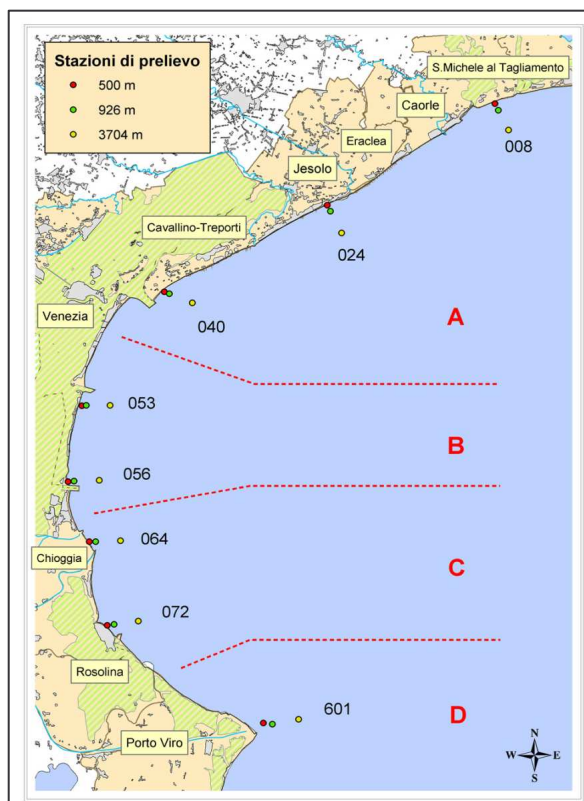 Stazioni di prelievo
500 m
926 m
3704 m
S.Michele al Tagliamento
Caorle
008
Eraclea
Jesolo
Cavallino-Treporti
024
Venezia
040
A
053
B
056
064
Chioggia
C
072
Rosolina
601
D
Porto Viro
N
W E
S